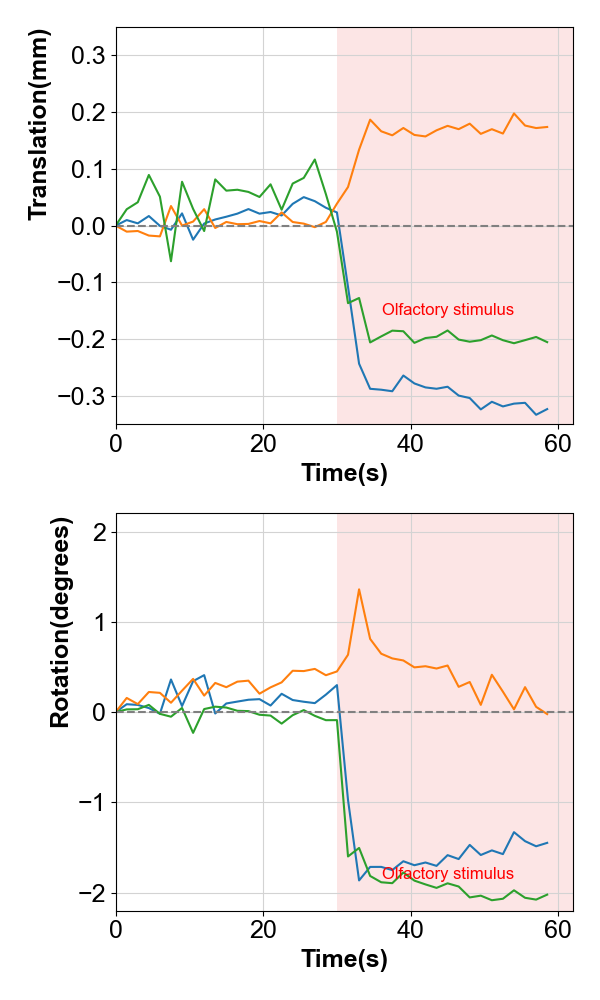 Translation(mm)
0.3
0.2
0.1
0.0
−0.1
−0.2
−0.3
Olfactory stimulus
0 20 40 60
Time(s)
Rotation(degrees)
2
1
0
−1
−2
Olfactory stimulus
0 20 40 60
Time(s)